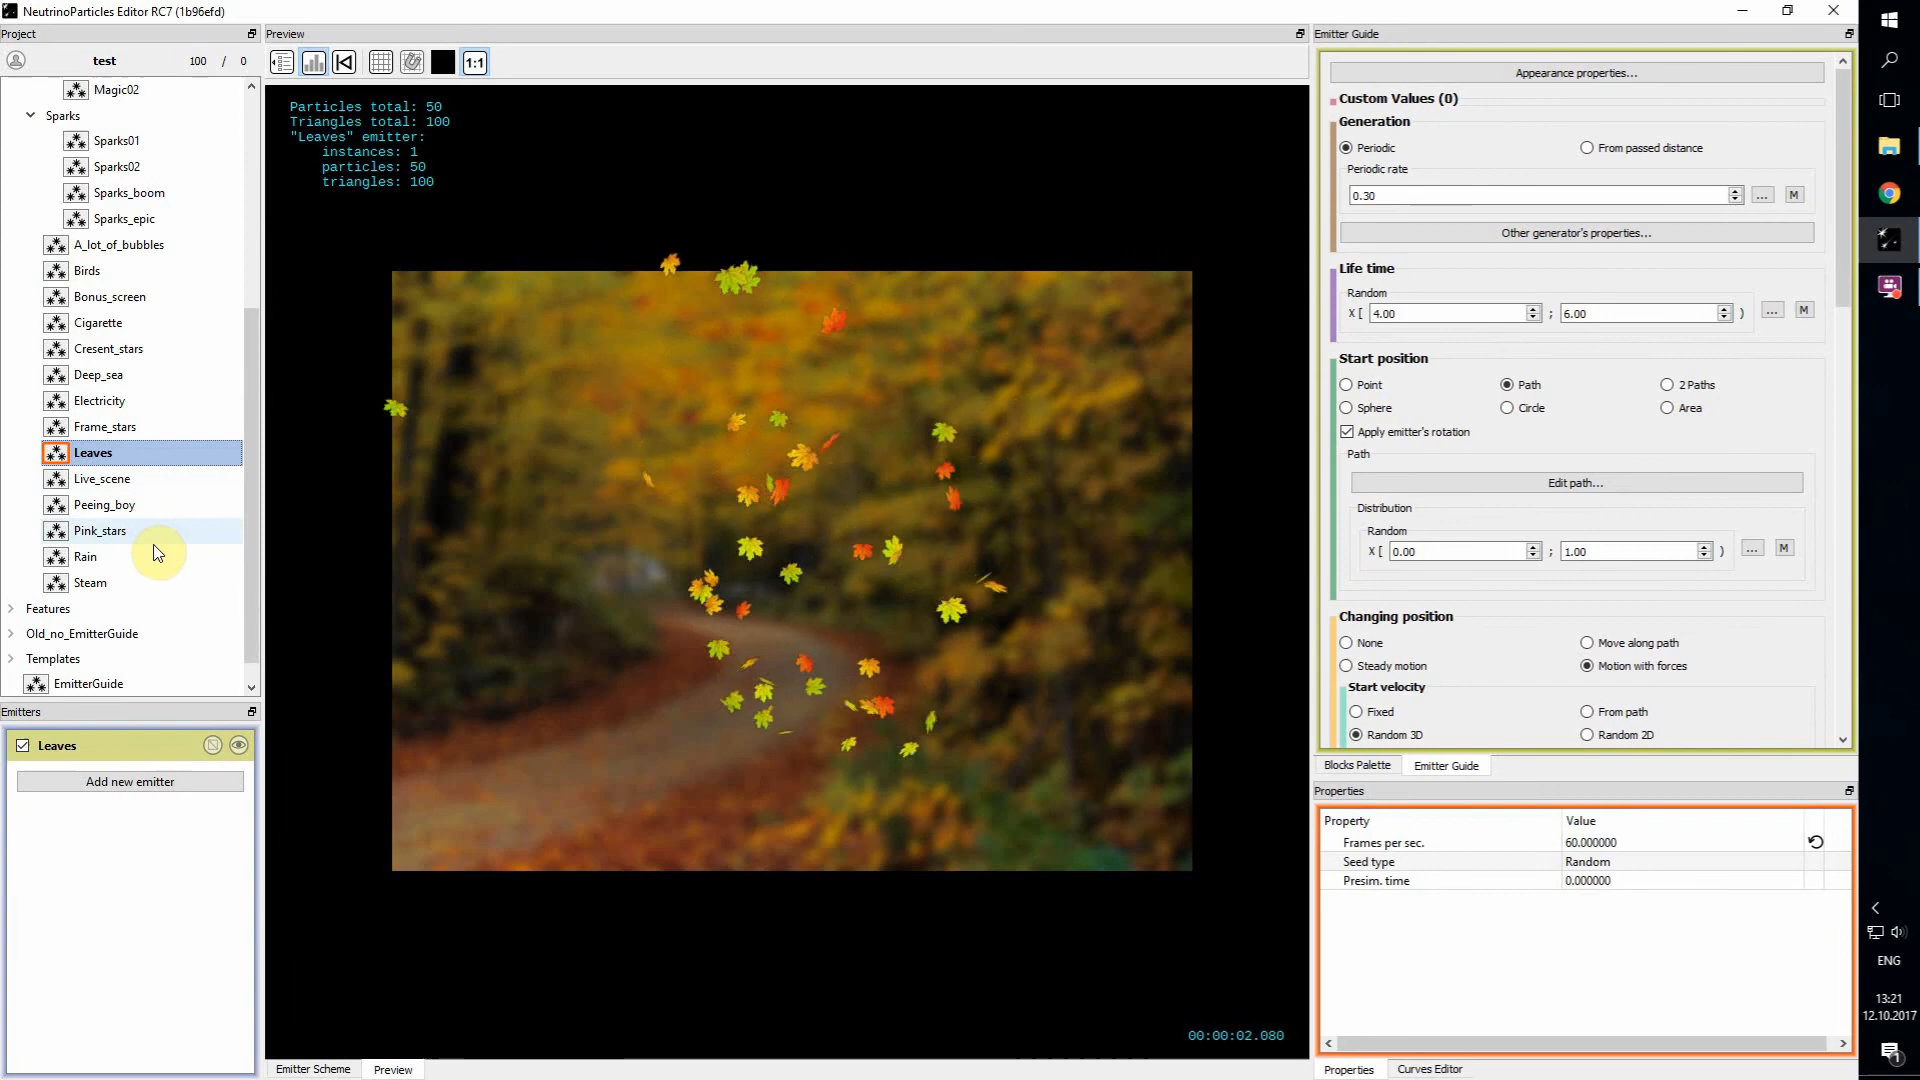 NeutrinoParticles Editor RC7 (1b96efd)
Project
test
100 / 0
Magic02
Sparks
Sparks01
Sparks02
Sparks_boom
Sparks_epic
A_lot_of_bubbles
Birds
Bonus_screen
Cigarette
Cresent_stars
Deep_sea
Electricity
Frame_stars
Leaves
Live_scene
Peeing_boy
Pink_stars
Rain
Steam
Features
Old_no_EmitterGuide
Templates
EmitterGuide
Emitters
Leaves
Add new emitter
Preview
1:1
Particles total: 50
Triangles total: 100
"Leaves" emitter:
instances: 1
particles: 50
triangles: 100
00:00:02.080
Emitter Scheme
Preview
Emitter Guide
Appearance properties...
Custom Values (0)
Generation
Periodic
From passed distance
Periodic rate
0.30
...
M
Other generator's properties...
Life time
Random
X [ 4.00 ; 6.00 )
...
M
Start position
Point
Path
2 Paths
Sphere
Circle
Area
Apply emitter's rotation
Path
Edit path...
Distribution
Random
X [ 0.00 ; 1.00 )
...
M
Changing position
None
Move along path
Steady motion
Motion with forces
Start velocity
Fixed
From path
Random 3D
Random 2D
Blocks Palette
Emitter Guide
Properties
Property Value
Frames per sec. 60.000000
Seed type Random
Presim. time 0.000000
Properties
Curves Editor
ENG
13:21
12.10.2017
1